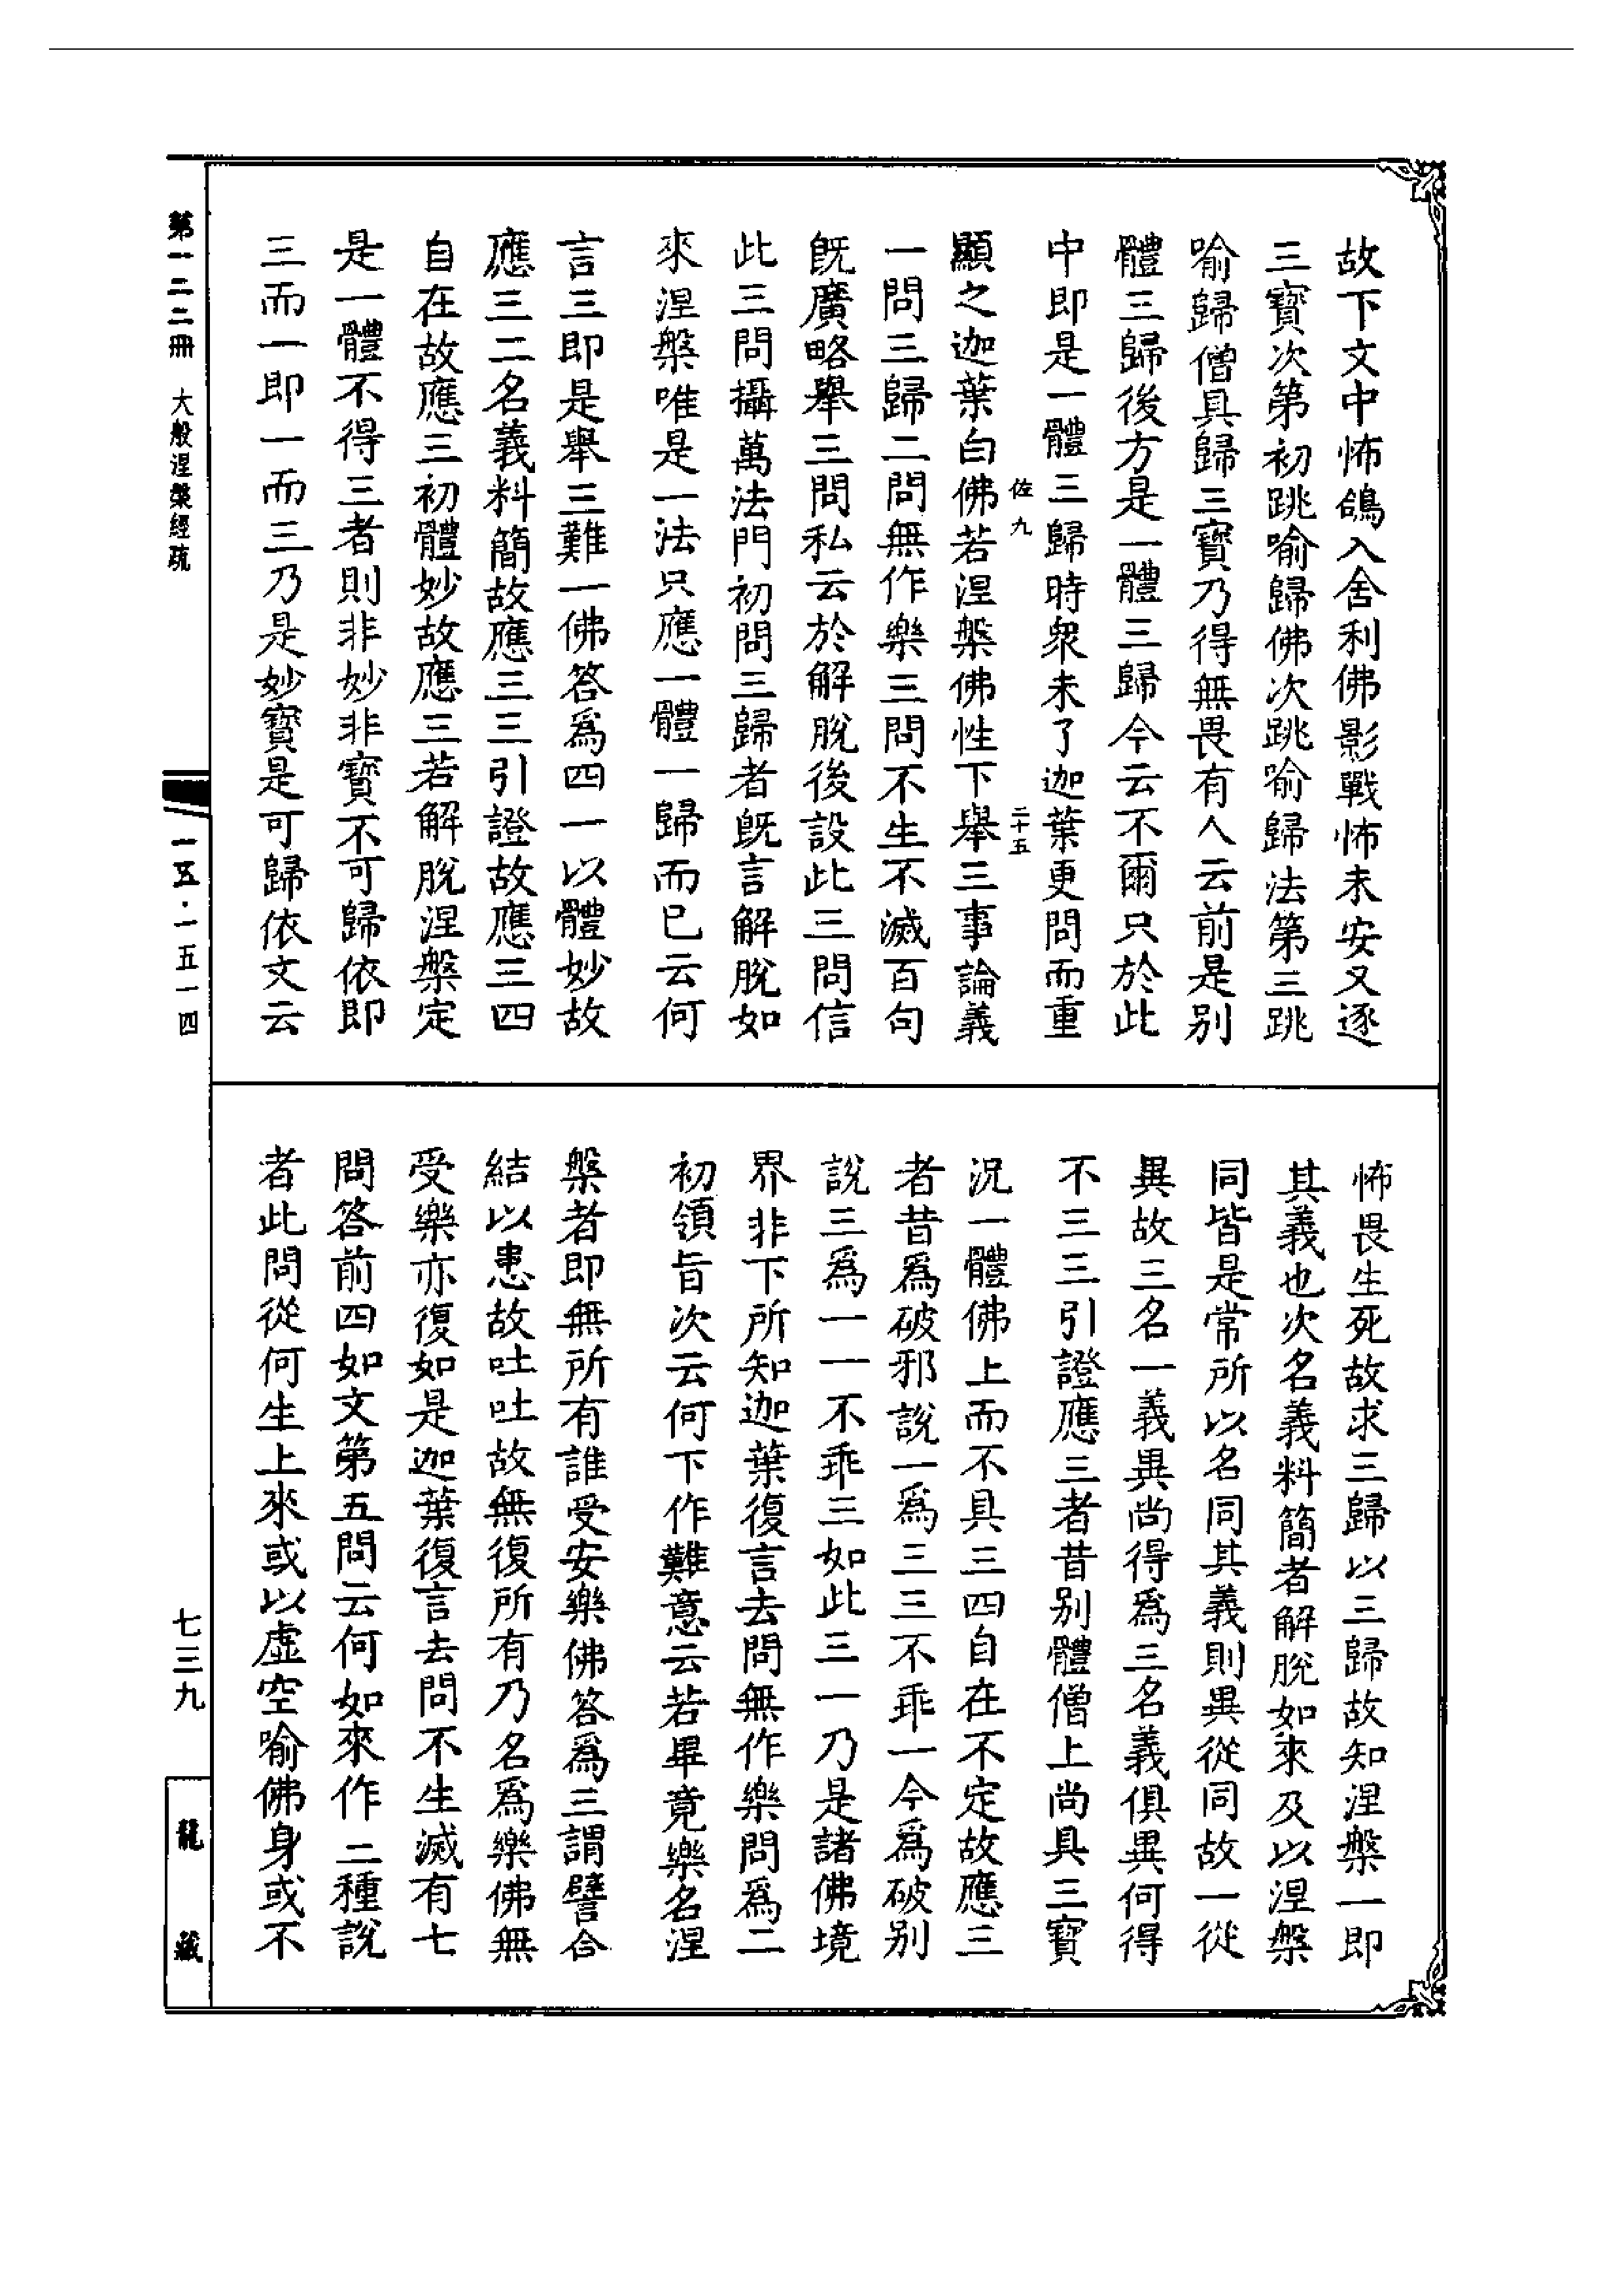 故下文中怖鴿入舍利佛影戰怖未安又逐
三寶次第初跳喻歸佛次跳喻歸法第三跳
喻歸僧具歸三寶乃得無畏有人云前是别
體三歸後方是一體三歸今云不爾只於此
中即是一體三歸時眾未了迦葉更問而重
佐九 二十五
顯之迦葉白佛若涅槃佛性下舉三事論義
一問三歸二問無作樂三問不生不滅百句
既廣略舉三問私云於解脫後設此三問信
此三問攝萬法門初問三歸者既言解脫如
來涅槃唯是一法只應一體一歸而已云何
言三即是舉三難一佛答為四一以體妙故
應三二名義料簡故應三三引證故應三四
自在故應三初體妙故應三若解脫涅槃定
是一體不得三者則非妙非寶不可歸依即
三而一即一而三乃是妙寶是可歸依文云
怖畏生死故求三歸以三歸故知涅槃一即
其義也次名義料簡者解脫如來及以涅槃
同皆是常所以名同其義則異從同故一從
異故三名一義異尚得為三名義俱異何得
不三三引證應三者昔别體僧上尚具三寶
況一體佛上而不具三四自在不定故應三
者昔為破邪說一為三三不乖一今為破别
說三為一一不乖三如此三一乃是諸佛境
界非下所知迦葉復言去問無作樂問為二
初領旨次云何下作難意云若畢竟樂名涅
槃者即無所有誰受安樂佛答為三謂譬合
結以患故吐吐故無復所有乃名為樂佛無
受樂亦復如是迦葉復言去問不生滅有七
問答前四如文第五問云何如來作二種說
者此問從何生上來或以虛空喻佛身或不
第一二二冊 大般涅槃經疏
一五·一五一四
七三九
龍藏